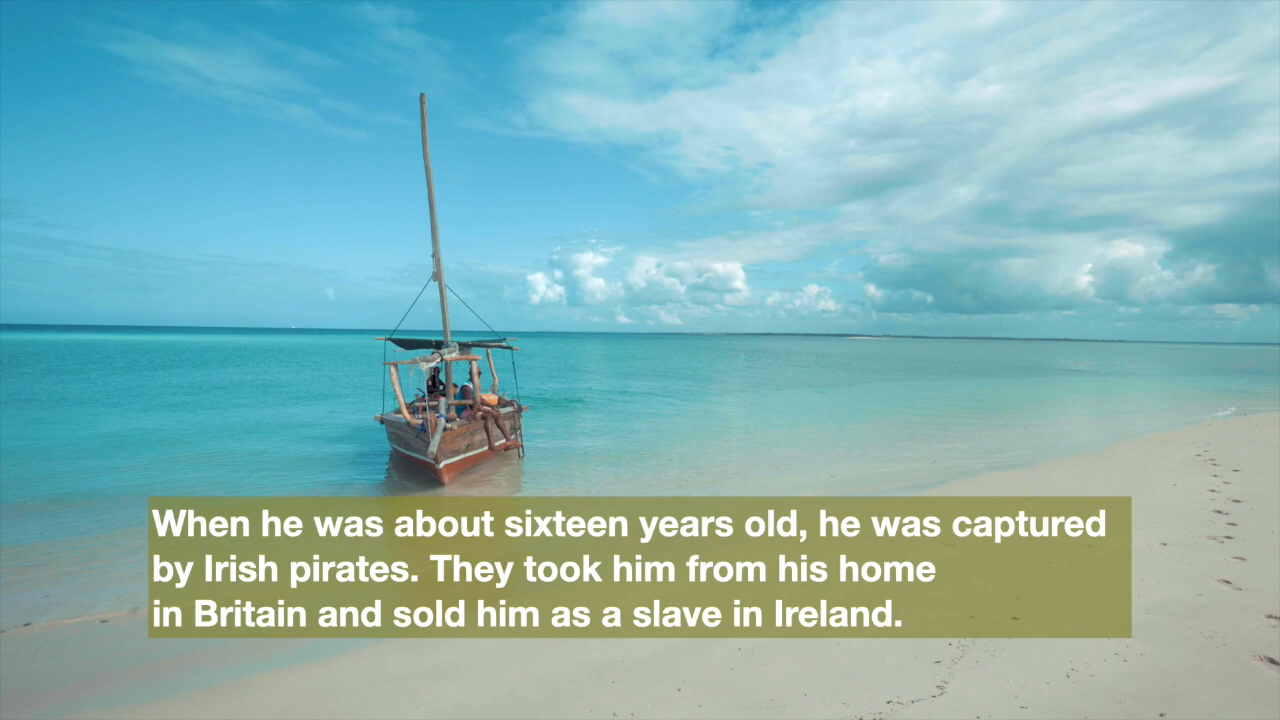 When he was about sixteen years old, he was captured
by Irish pirates. They took him from his home
in Britain and sold him as a slave in Ireland.